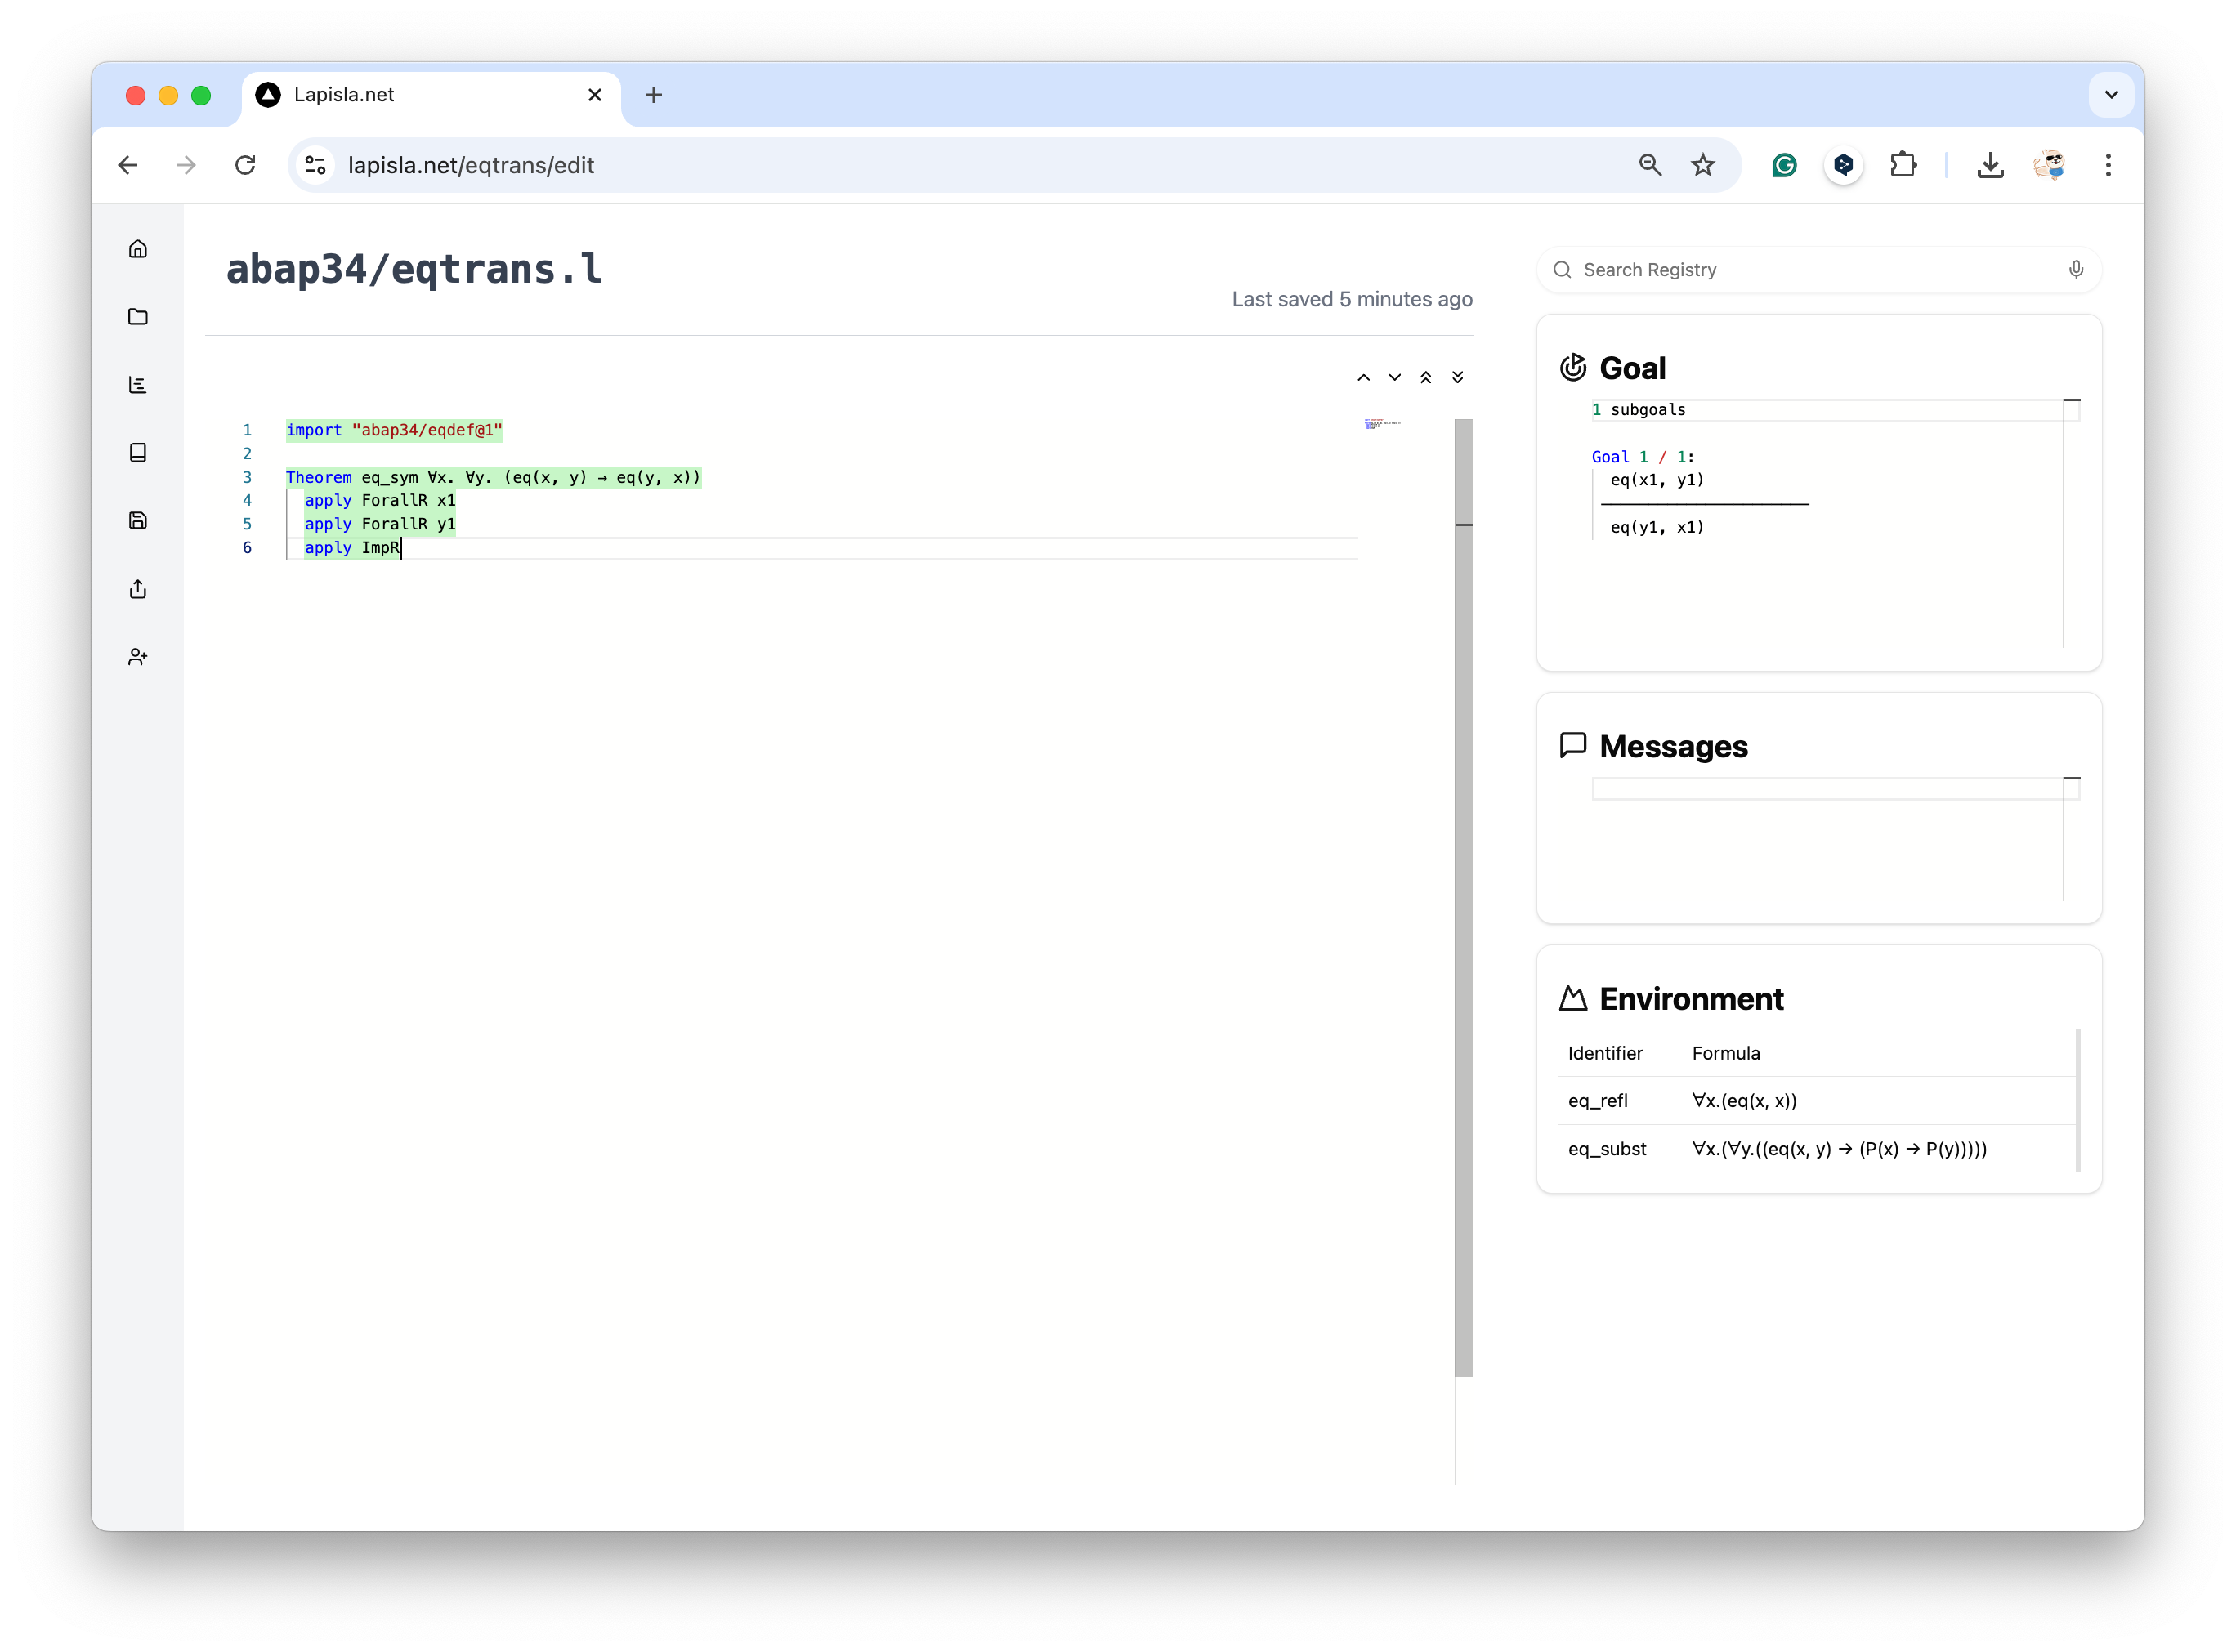 Lapisla.net
lapisla.net/eqtrans/edit
abap34/eqtrans.l
Last saved 5 minutes ago
1 import "abap34/eqdef@1"
2
3 Theorem eq_sym ∀x. ∀y. (eq(x, y) → eq(y, x))
4 apply ForallR x1
5 apply ForallR y1
6 apply ImpR
Search Registry
Goal
1 subgoals
Goal 1 / 1:
eq(x1, y1)
eq(y1, x1)
Messages
Environment
Identifier Formula
eq_refl ∀x.(eq(x, x))
eq_subst ∀x.(∀y.((eq(x, y) → (P(x) → P(y)))))